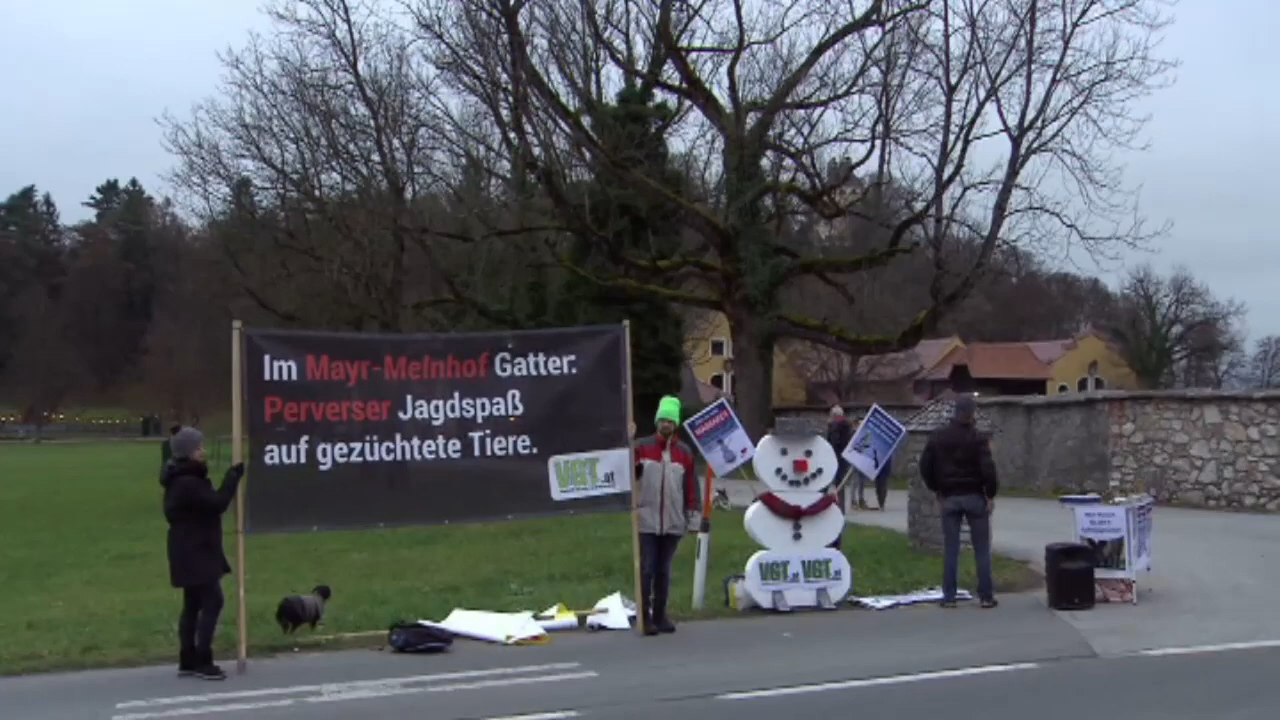 Im Mayr-Melnhof Gatter:
Perverser Jagdspaß
auf gezüchtete Tiere.
VGT.at
VGT.at VGT.at